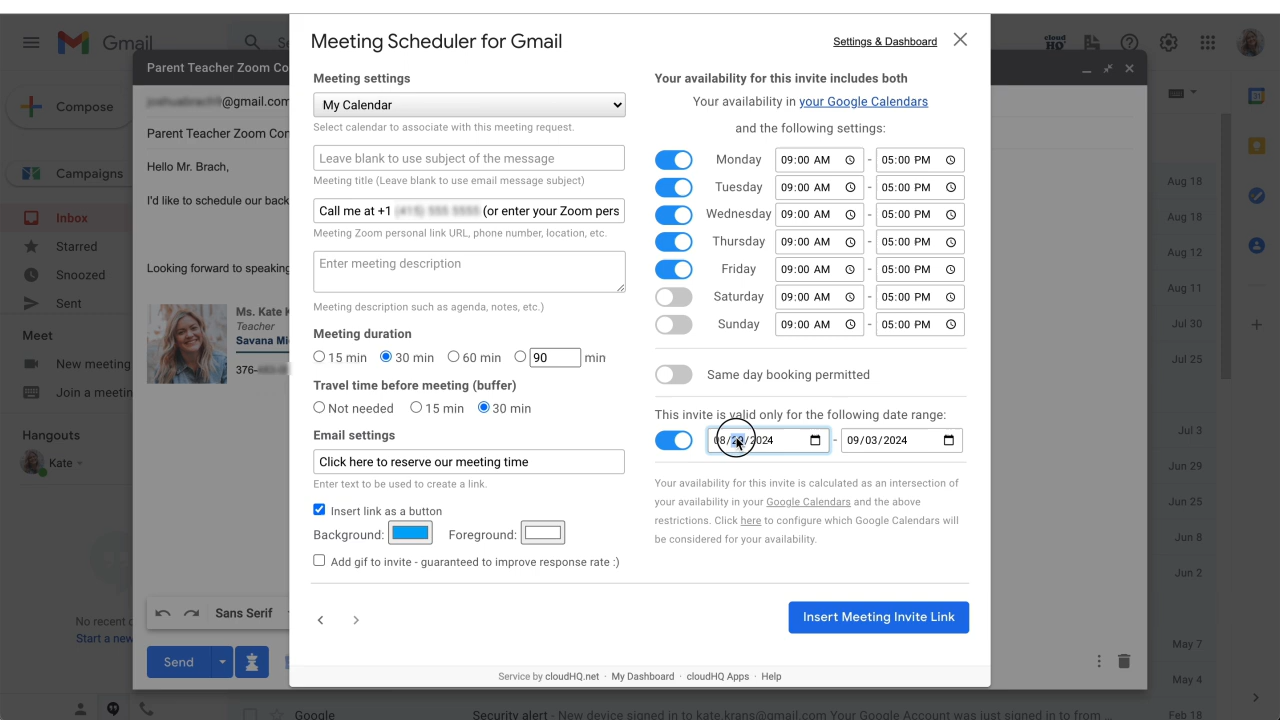 Gmail
Compose
Campaigns
Inbox
Starred
Snoozed
Sent
Meet
New meeting
Join a meetin
Hangouts
Kate
No recent c
Start a new
Parent Teacher Zoom Co
@gmail.com
Parent Teacher Zoom Con
Hello Mr. Brach,
I'd like to schedule our back
Looking forward to speaking
Ms. Kate K
Teacher
Savana Mi
376-
Sans Serif
Send
Meeting Scheduler for Gmail
Settings & Dashboard
Meeting settings
My Calendar
Select calendar to associate with this meeting request.
Leave blank to use subject of the message
Meeting title (Leave blank to use email message subject)
Call me at +1 (415) 555 5555 (or enter your Zoom pers
Meeting Zoom personal link URL, phone number, location, etc.
Enter meeting description
Meeting description such as agenda, notes, etc.)
Meeting duration
15 min 30 min 60 min 90 min
Travel time before meeting (buffer)
Not needed 15 min 30 min
Email settings
Click here to reserve our meeting time
Enter text to be used to create a link.
Insert link as a button
Background: Foreground:
Add gif to invite - guaranteed to improve response rate :)
Your availability for this invite includes both
Your availability in your Google Calendars
and the following settings:
Monday 09:00 AM - 05:00 PM
Tuesday 09:00 AM - 05:00 PM
Wednesday 09:00 AM - 05:00 PM
Thursday 09:00 AM - 05:00 PM
Friday 09:00 AM - 05:00 PM
Saturday 09:00 AM - 05:00 PM
Sunday 09:00 AM - 05:00 PM
Same day booking permitted
This invite is valid only for the following date range:
- 09/03/2024
Your availability for this invite is calculated as an intersection of
your availability in your Google Calendars and the above
restrictions. Click here to configure which Google Calendars will
be considered for your availability.
‹ ›
Insert Meeting Invite Link
Service by cloudHQ.net · My Dashboard · cloudHQ Apps · Help
cloud
HQ
Aug 18
Aug 18
Aug 12
Aug 11
Jul 30
Jul 25
Jul 3
Jun 29
Jun 25
Jun 8
Jun 2
May 7
May 4
Google Security alert - New device signed in to kate.krans@gmail.com Your Google Account was just signed in to from... Feb 18